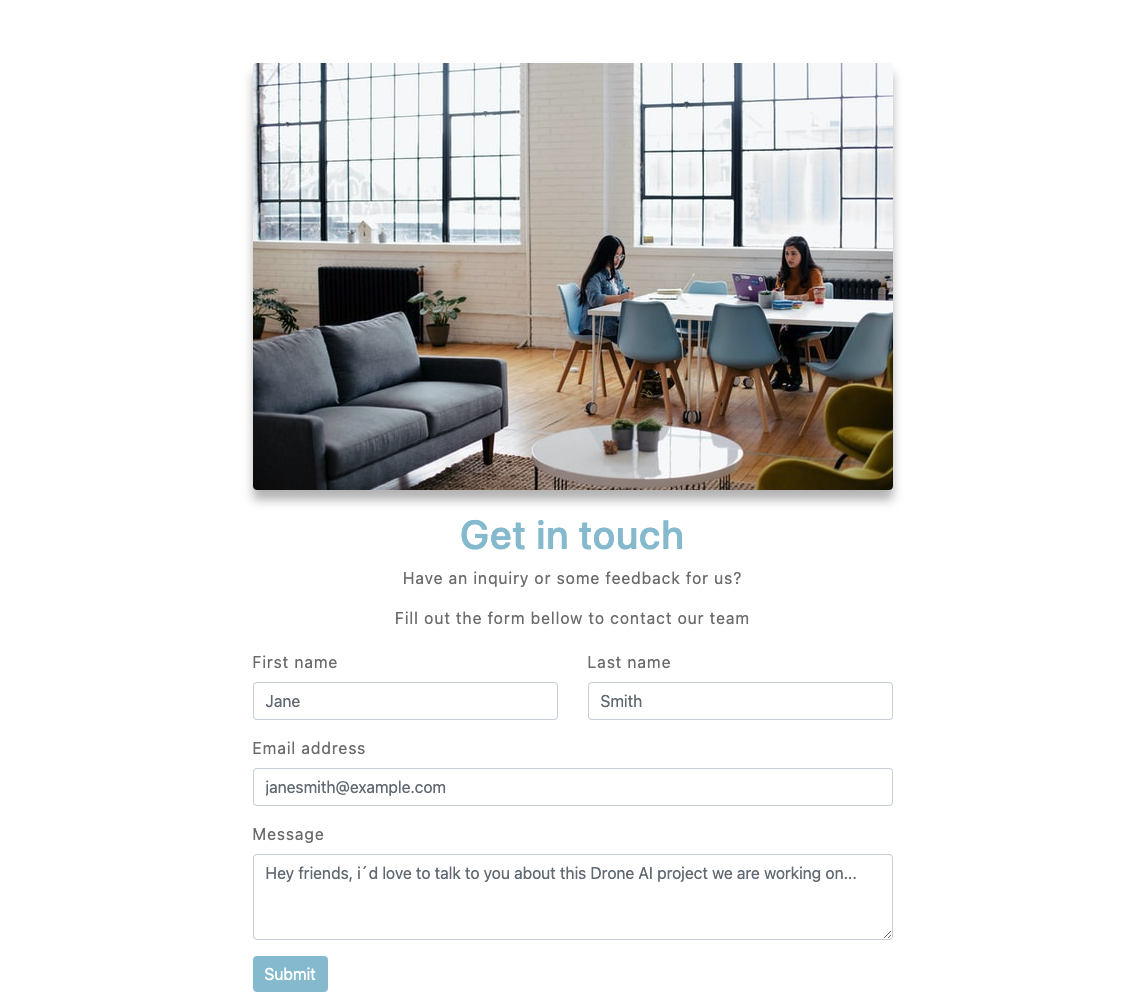 Get in touch
Have an inquiry or some feedback for us?
Fill out the form bellow to contact our team
First name
Last name
Jane
Smith
Email address
janesmith@example.com
Message
Hey friends, i´d love to talk to you about this Drone AI project we are working on...
Submit